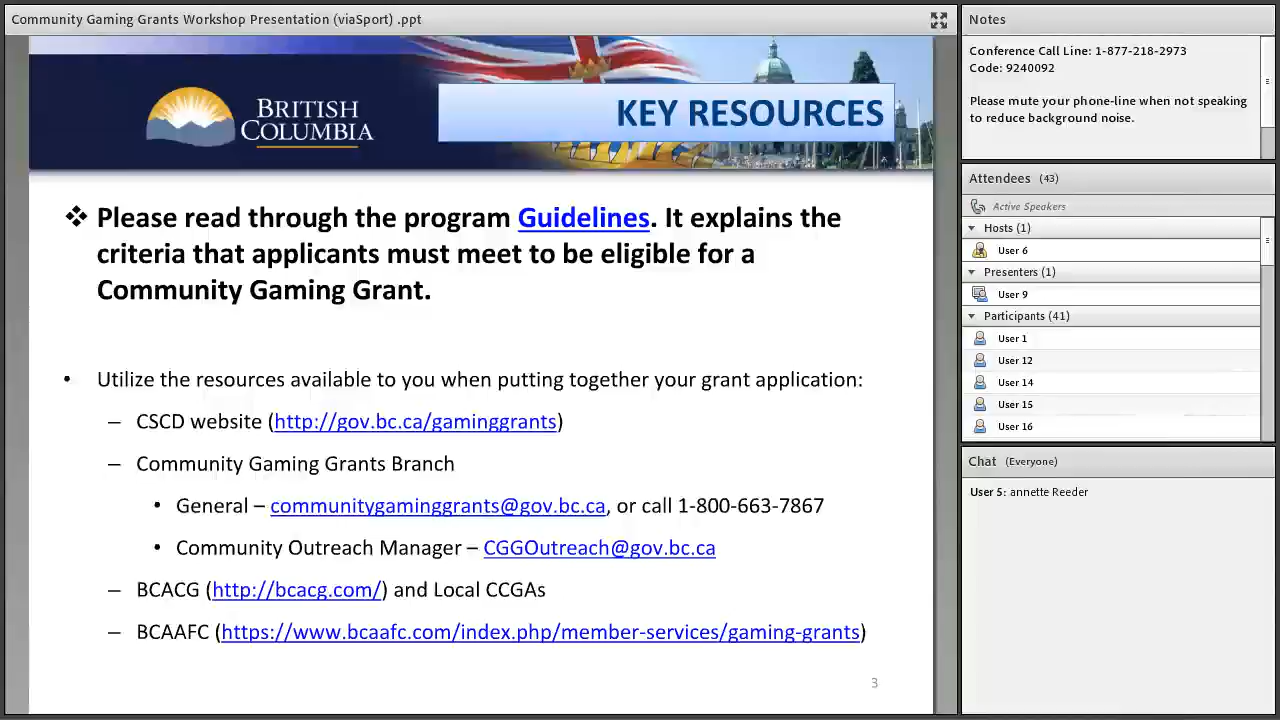 Community Gaming Grants Workshop Presentation (viaSport) .ppt
BRITISH
COLUMBIA
KEY RESOURCES
❖ Please read through the program Guidelines. It explains the
criteria that applicants must meet to be eligible for a
Community Gaming Grant.
• Utilize the resources available to you when putting together your grant application:
– CSCD website (http://gov.bc.ca/gaminggrants)
– Community Gaming Grants Branch
• General – communitygaminggrants@gov.bc.ca, or call 1-800-663-7867
• Community Outreach Manager – CGGOutreach@gov.bc.ca
– BCACG (http://bcacg.com/) and Local CCGAs
– BCAAFC (https://www.bcaafc.com/index.php/member-services/gaming-grants)
3
Notes
Conference Call Line: 1-877-218-2973
Code: 9240092
Please mute your phone-line when not speaking
to reduce background noise.
Attendees (43)
Active Speakers
Hosts (1)
User 6
Presenters (1)
User 9
Participants (41)
User 1
User 12
User 14
User 15
User 16
Chat (Everyone)
User 5: annette Reeder